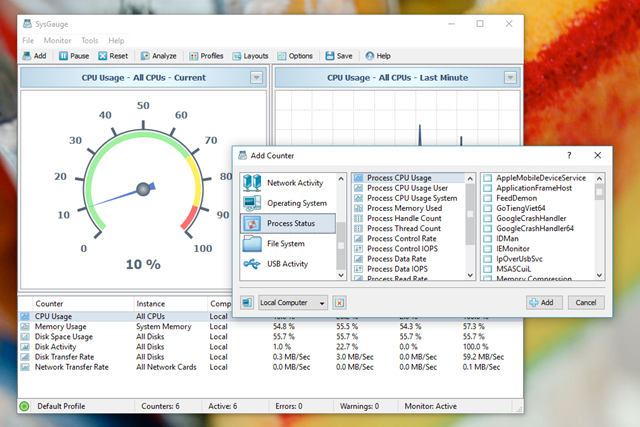 SysGauge
File Monitor Tools Help
Add Pause Reset Analyze Profiles Layouts Options Save Help
CPU Usage - All CPUs - Current
CPU Usage - All CPUs - Last Minute
50
40 60
30 70
20 80
10 90
0 100
10 %
Add Counter
?
Network Activity
Operating System
Process Status
File System
USB Activity
Process CPU Usage
Process CPU Usage User
Process CPU Usage System
Process Memory Used
Process Handle Count
Process Thread Count
Process Control Rate
Process Control IOPS
Process Data Rate
Process Data IOPS
Process Read Rate
AppleMobileDeviceService
ApplicationFrameHost
FeedDemon
GoTiengViet64
GoogleCrashHandler
GoogleCrashHandler64
IDMan
IEMonitor
IpOverUsbSvc
MSASCuiL
Memory Compression
Local Computer
Add Cancel
Counter Instance
CPU Usage All CPUs Local
Memory Usage System Memory Local 54.8 % 55.5 % 54.3 % 57.3 %
Disk Space Usage All Disks Local 55.7 % 55.7 % 55.7 % 55.7 %
Disk Activity All Disks Local 1.0 % 22.7 % 0.0 % 100.0 %
Disk Transfer Rate All Disks Local 0.3 MB/Sec 3.0 MB/Sec 0.0 MB/Sec 59.2 MB/Sec
Network Transfer Rate All Network Cards Local 0.0 MB/Sec 0.0 MB/Sec 0.0 MB/Sec 0.1 MB/Sec
Default Profile Counters: 6 Active: 6 Errors: 0 Warnings: 0 Monitor: Active